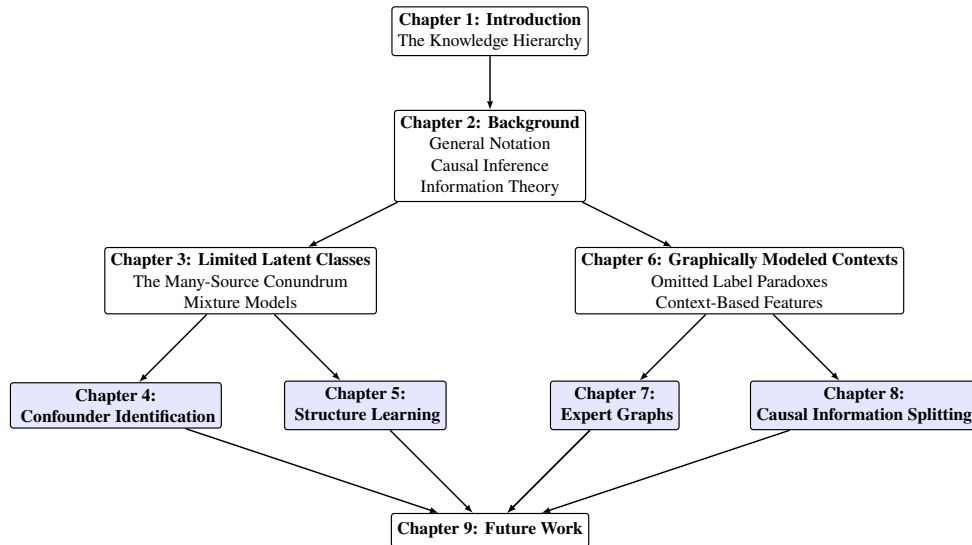 Chapter 1: Introduction
The Knowledge Hierarchy
Chapter 2: Background
General Notation
Causal Inference
Information Theory
Chapter 3: Limited Latent Classes
The Many-Source Conundrum
Mixture Models
Chapter 6: Graphically Modeled Contexts
Omitted Label Paradoxes
Context-Based Features
Chapter 4:
Confounder Identification
Chapter 5:
Structure Learning
Chapter 7:
Expert Graphs
Chapter 8:
Causal Information Splitting
Chapter 9: Future Work